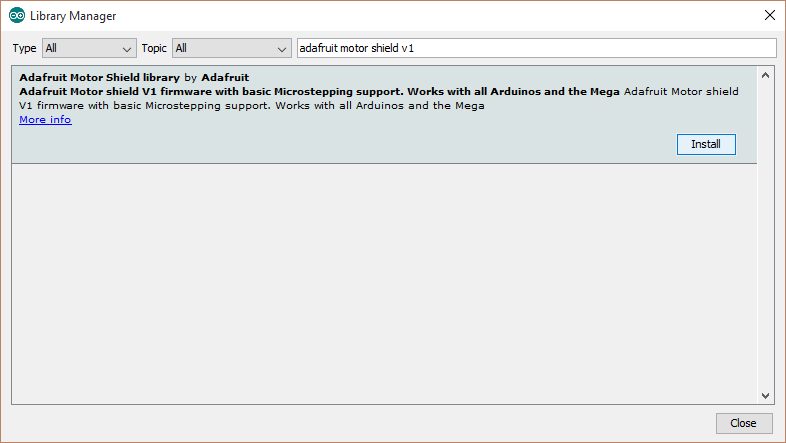 Library Manager
Type All Topic All adafruit motor shield v1
Adafruit Motor Shield library by Adafruit
Adafruit Motor shield V1 firmware with basic Microstepping support. Works with all Arduinos and the Mega Adafruit Motor shield
V1 firmware with basic Microstepping support. Works with all Arduinos and the Mega
More info
Install
Close